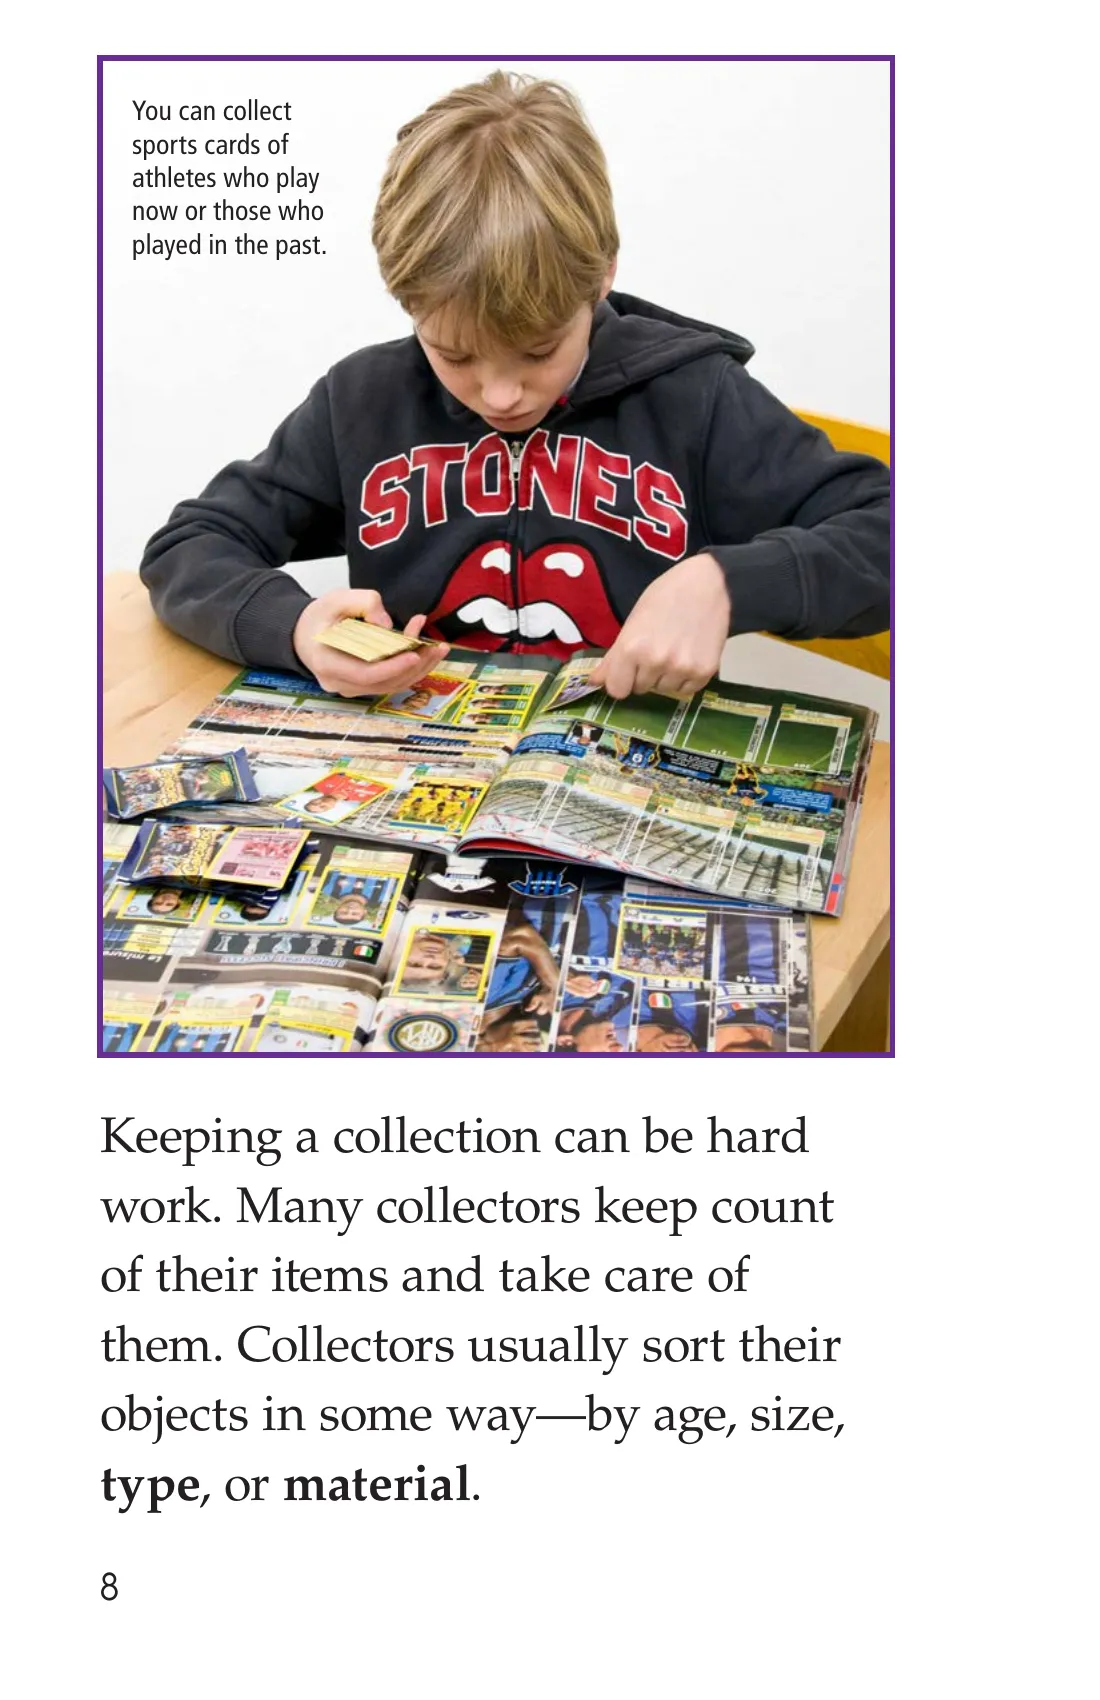 You can collect
sports cards of
athletes who play
now or those who
played in the past.
STONES
Keeping a collection can be hard
work. Many collectors keep count
of their items and take care of
them. Collectors usually sort their
objects in some way—by age, size,
type, or material.
8